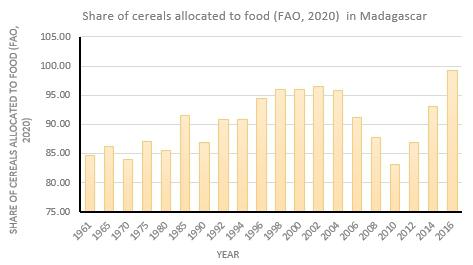 Share of cereals allocated to food (FAO, 2020)  in Madagascar
SHARE OF CEREALS ALLOCATED TO FOOD (FAO,
2020)
105.00
100.00
95.00
90.00
85.00
80.00
75.00
1961 1965 1970 1975 1980 1985 1990 1992 1994 1996 1998 2000 2002 2004 2006 2008 2010 2012 2014 2016
YEAR